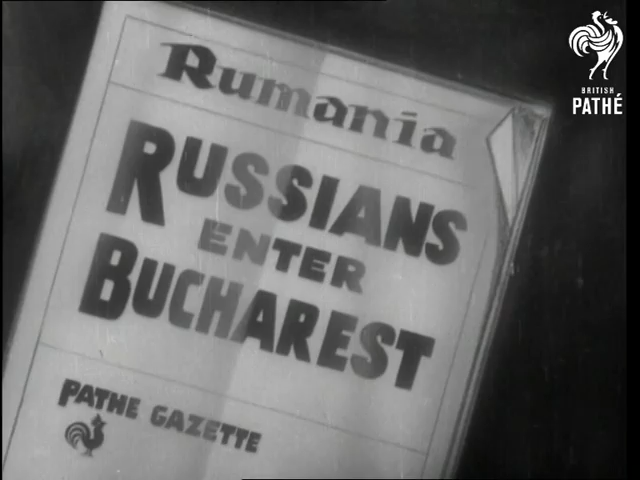 BRITISH
PATHÉ
Rumania
RUSSIANS
ENTER
BUCHAREST
PATHE GAZETTE